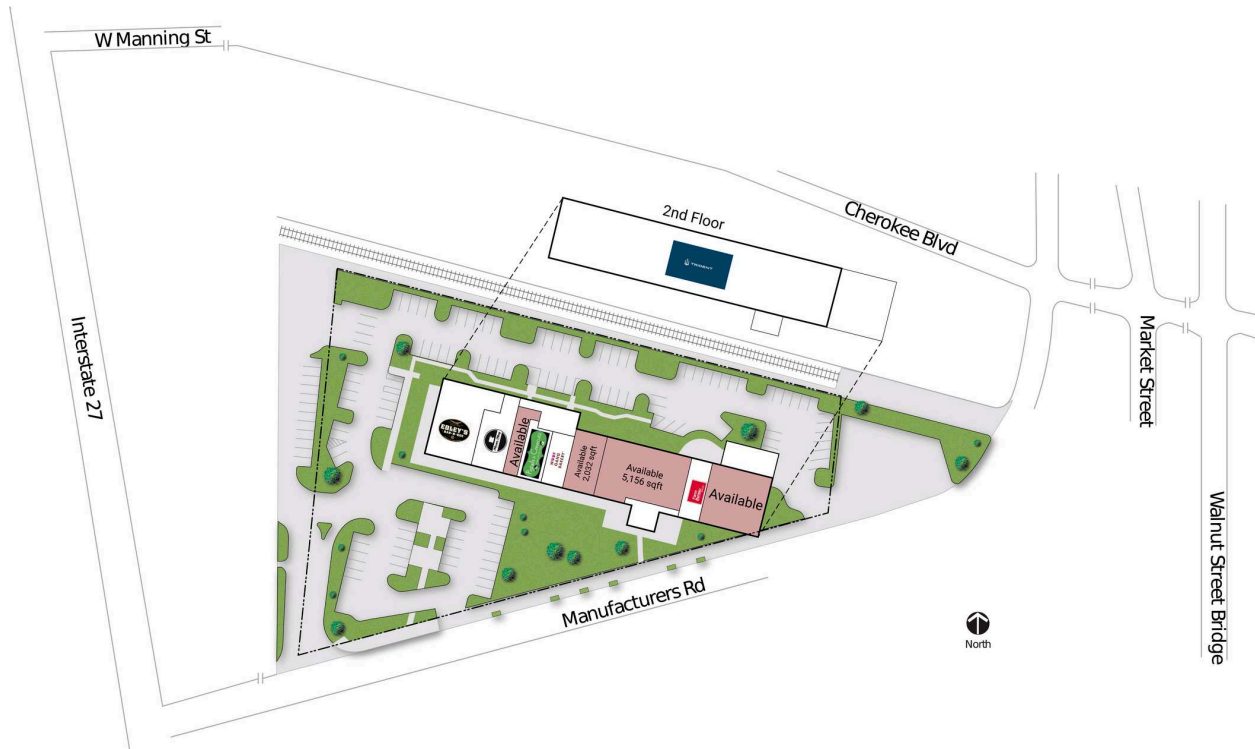 W Manning St
2nd Floor
TRIDENT
Cherokee Blvd
Interstate 27
Market Street
EDLEY'S
Available
Available
2,032 sqft
Available
5,156 sqft
Available
Manufacturers Rd
Walnut Street Bridge
North